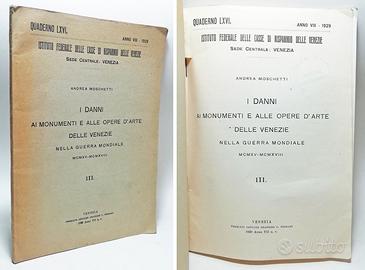 QUADERNO LXVI.
ANNO VIII - 1929
ISTITUTO FEDERALE DELLE CASSE DI RISPARMIO DELLE VENEZIE
SEDE CENTRALE: VENEZIA
ANDREA MOSCHETTI
I DANNI
AI MONUMENTI E ALLE OPERE D'ARTE
DELLE VENEZIE
NELLA GUERRA MONDIALE
MCMXV-MCMXVIII
III.
VENEZIA
QUADERNO LXVI.
ANNO VIII - 1929
ISTITUTO FEDERALE DELLE CASSE DI RISPARMIO DELLE VENEZIE
SEDE CENTRALE: VENEZIA
ANDREA MOSCHETTI
I DANNI
AI MONUMENTI E ALLE OPERE D'ARTE
DELLE VENEZIE
NELLA GUERRA MONDIALE
MCMXV-MCMXVIII
III.
VENEZIA
subito